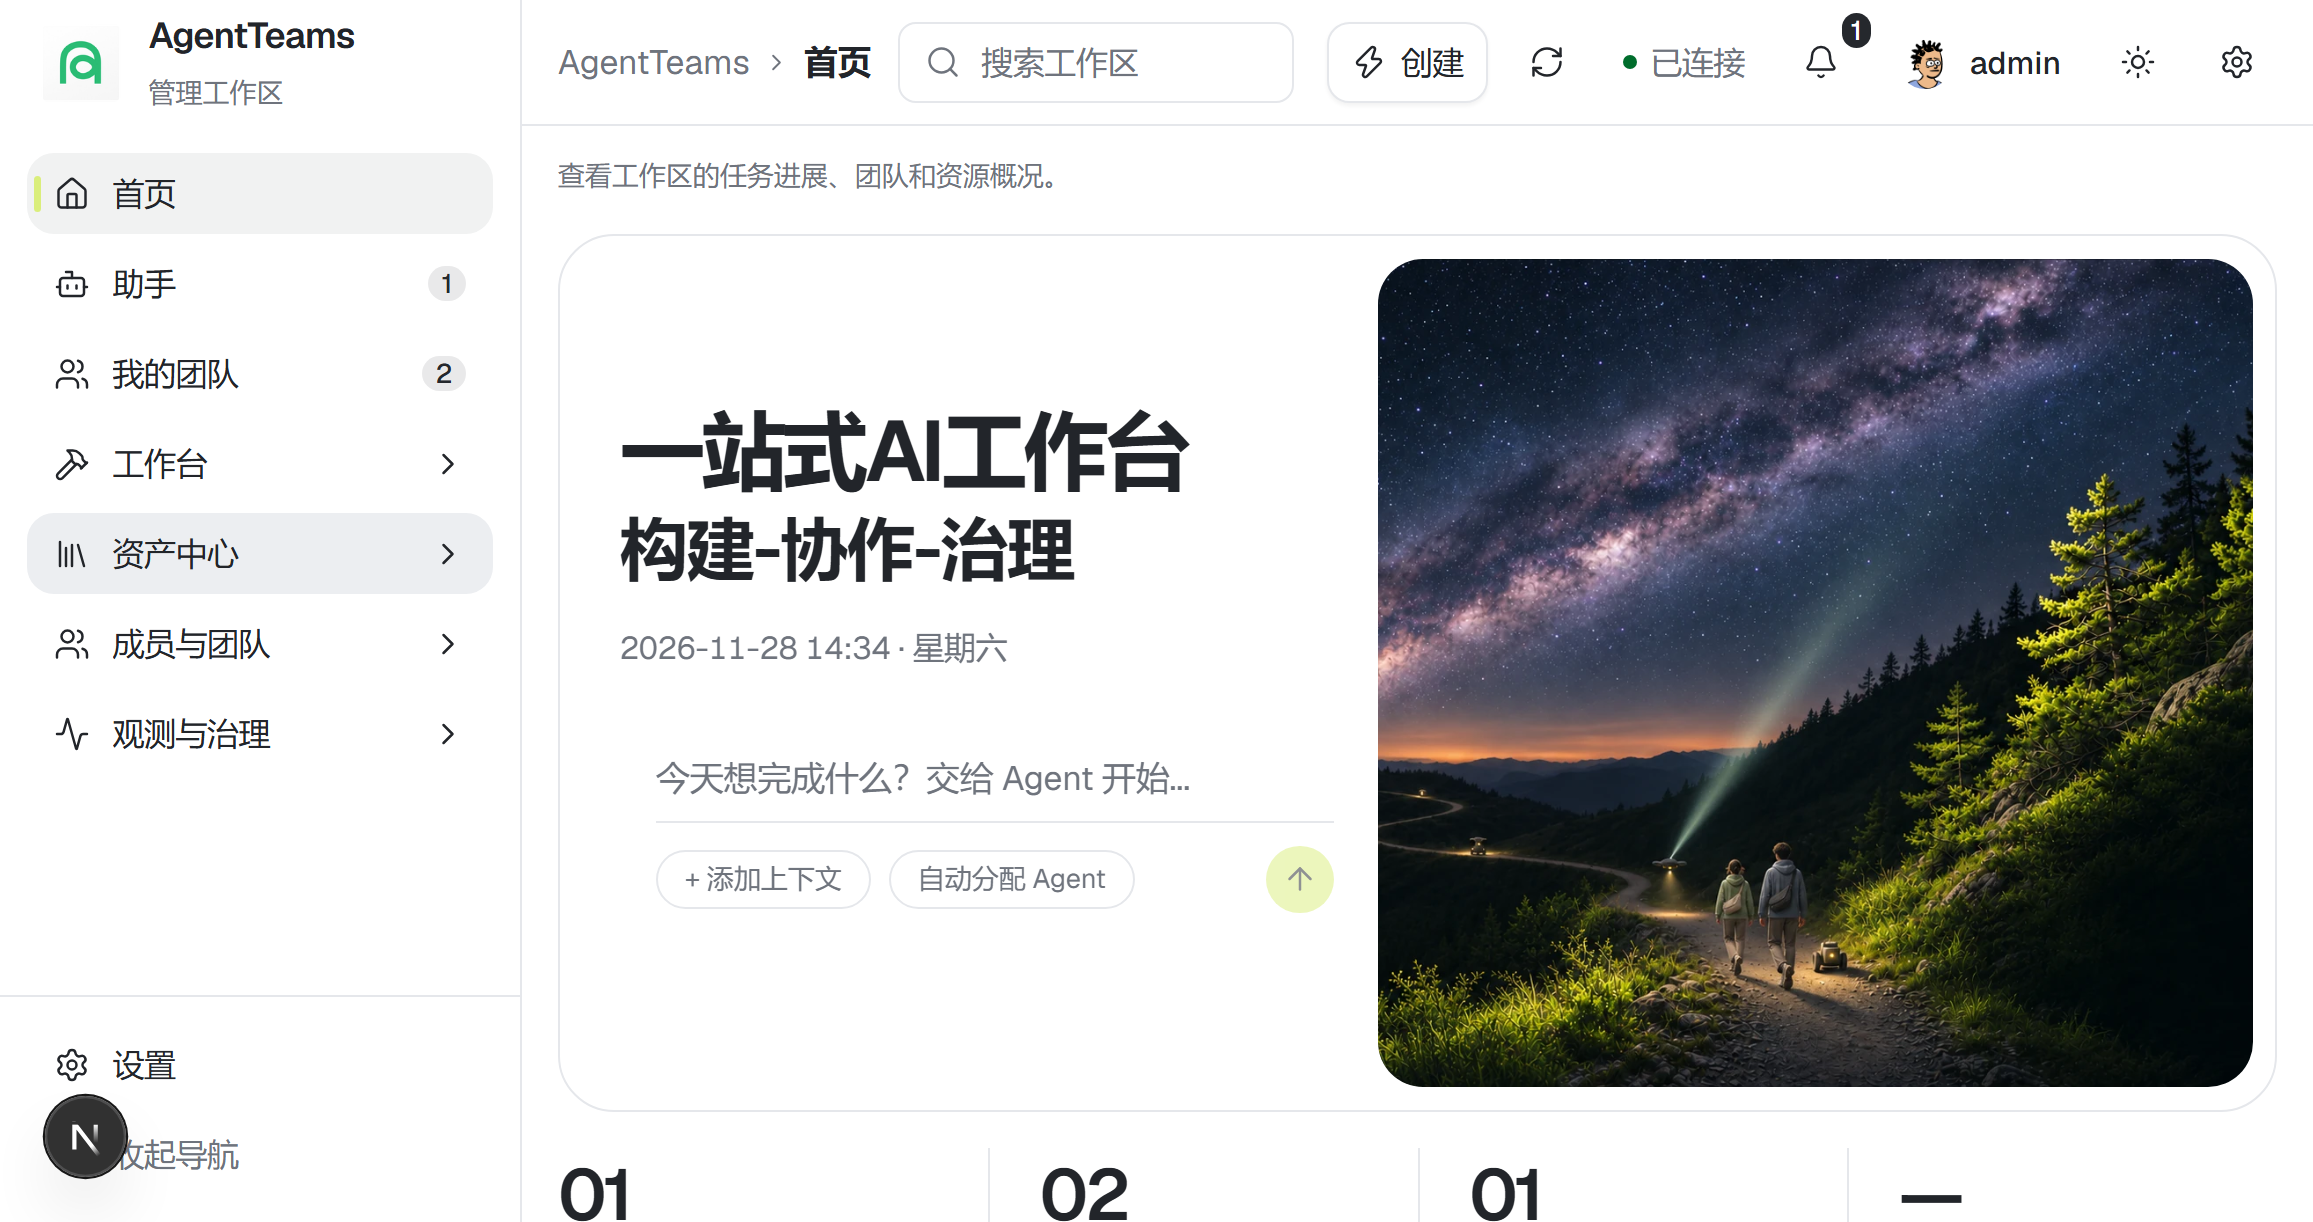 AgentTeams
管理工作区
首页
助手 1
我的团队 2
工作台
资产中心
成员与团队
观测与治理
设置
收起导航
AgentTeams > 首页
搜索工作区
创建
已连接
1
admin
查看工作区的任务进展、团队和资源概况。
一站式AI工作台
构建-协作-治理
2026-11-28 14:34 · 星期六
今天想完成什么？交给 Agent 开始...
+ 添加上下文
自动分配 Agent
01
02
01
—